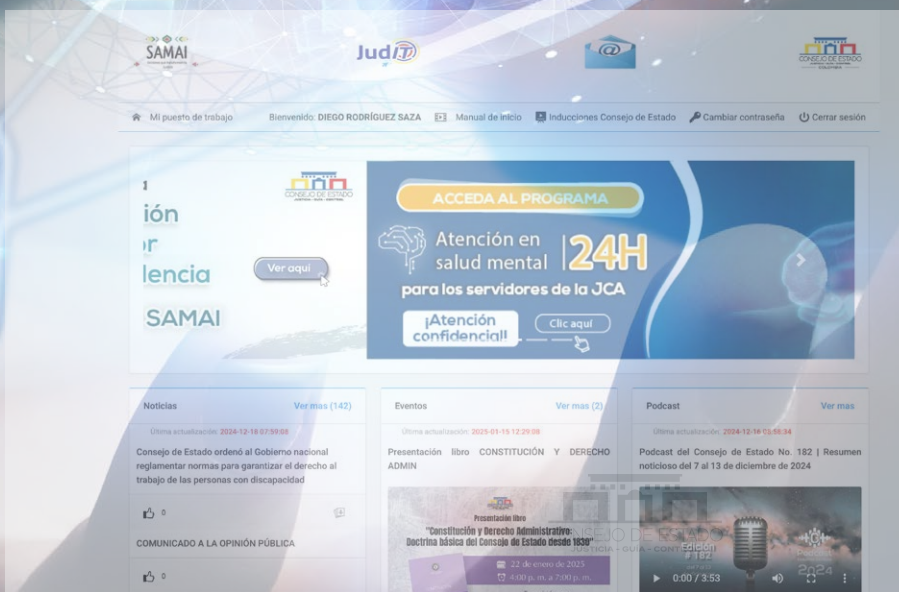 SAMAI
JudIT
@
CONSEJO DE ESTADO
Mi puesto de trabajo
Bienvenido: DIEGO RODRÍGUEZ SAZA
Manual de inicio
Inducciones Consejo de Estado
Cambiar contraseña
Cerrar sesión
CONSEJO DE ESTADO
JUSTICIA - GUÍA - CONTROL
ión
or
lencia
SAMAI
Ver aquí
ACCEDA AL PROGRAMA
Atención en
salud mental
24H
para los servidores de la JCA
¡Atención
confidencial!
Clic aquí
Noticias
Ver mas (142)
Última actualización: 2024-12-16 07:59:03
Consejo de Estado ordenó al Gobierno nacional
reglamentar normas para garantizar el derecho al
trabajo de las personas con discapacidad
0
COMUNICADO A LA OPINIÓN PÚBLICA
0
Eventos
Ver mas (2)
Última actualización: 2025-01-15 12:29:08
Presentación libro CONSTITUCIÓN Y DERECHO
ADMIN
Presentación libro
"Constitución y Derecho Administrativo:
Doctrina básica del Consejo de Estado desde 1830"
22 de enero de 2025
4:00 p. m. a 7:00 p. m.
Podcast
Ver mas
Última actualización: 2024-12-16
Podcast del Consejo de Estado No. 182 | Resumen
noticioso del 7 al 13 de diciembre de 2024
Edición
# 182
2024
0:00 / 3:53